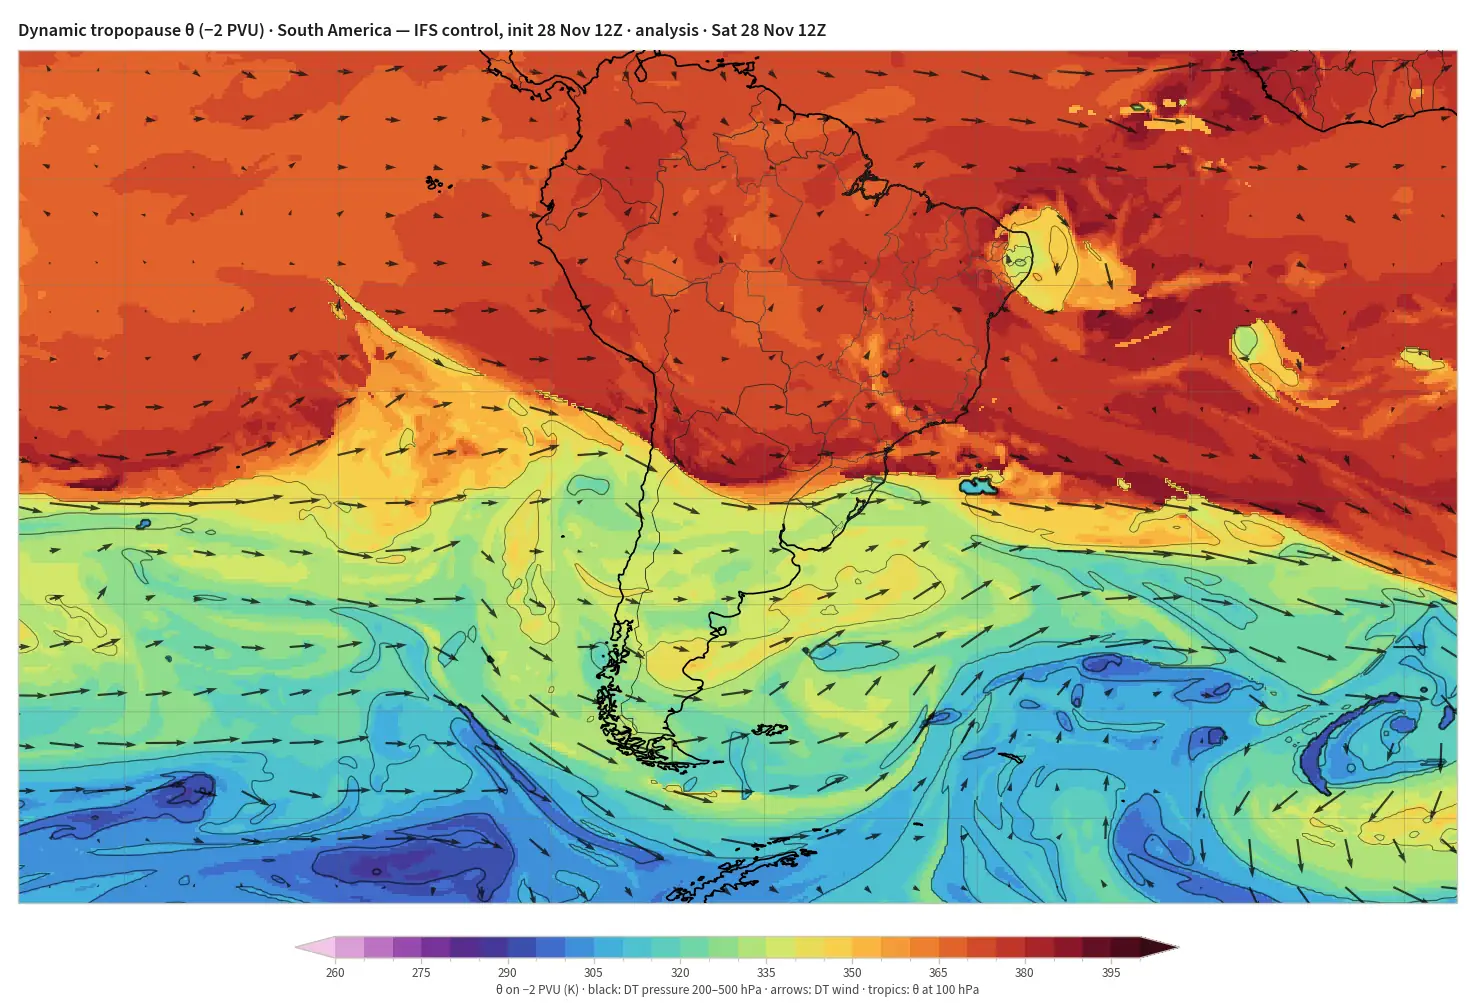 Dynamic tropopause θ (−2 PVU) · South America — IFS control, init 28 Nov 12Z · analysis · Sat 28 Nov 12Z
260 275 290 305 320 335 350 365 380 395
θ on −2 PVU (K) · black: DT pressure 200–500 hPa · arrows: DT wind · tropics: θ at 100 hPa